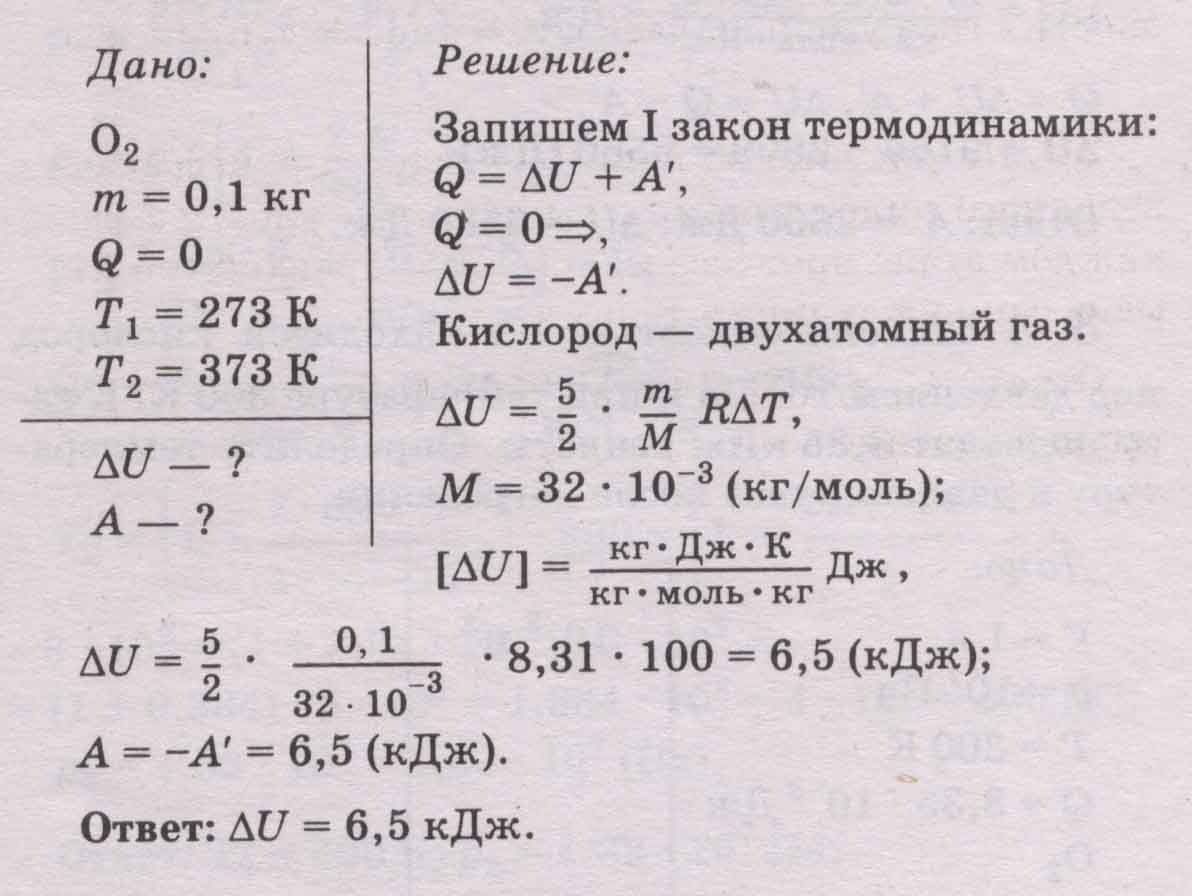 Дано:
O₂
m = 0,1 кг
Q = 0
T₁ = 273 К
T₂ = 373 К
ΔU — ?
A — ?
Решение:
Запишем I закон термодинамики:
Q = ΔU + A′,
Q = 0 ⇒,
ΔU = −A′.
Кислород — двухатомный газ.
ΔU = 5/2 · m/M RΔT,
M = 32 · 10⁻³ (кг/моль);
[ΔU] = кг · Дж · К / кг · моль · кг Дж ,
ΔU = 5/2 · 0,1 / 32 · 10⁻³ · 8,31 · 100 = 6,5 (кДж);
A = −A′ = 6,5 (кДж).
Ответ: ΔU = 6,5 кДж.